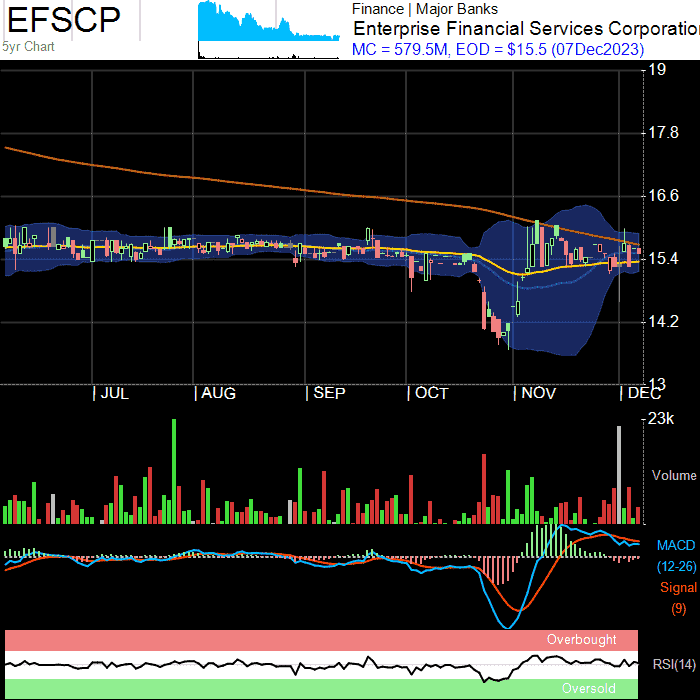 EFSCP
5yr Chart
Finance | Major Banks
Enterprise Financial Services Corporatio
MC = 579.5M, EOD = $15.5 (07Dec2023)
19
17.8
16.6
15.4
14.2
13
JUL
AUG
SEP
OCT
NOV
DEC
23k
Volume
MACD
(12-26)
Signal
(9)
Overbought
RSI(14)
Oversold